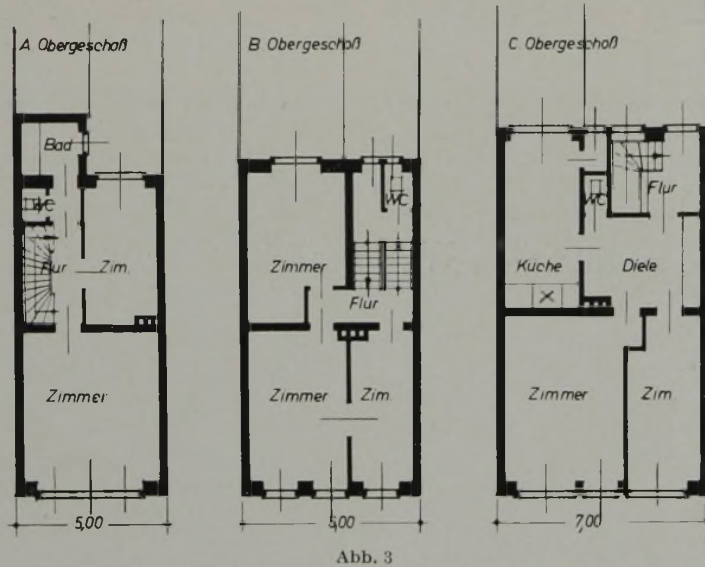 A Obergeschoß
Bad
WC
Flur
Zim.
Zimmer
5,00
B Obergeschoß
WC
Zimmer
Flur
Zimmer
Zim.
6,00
C Obergeschoß
WC
Flur
Küche
Diele
Zimmer
Zim.
7,00
Abb. 3